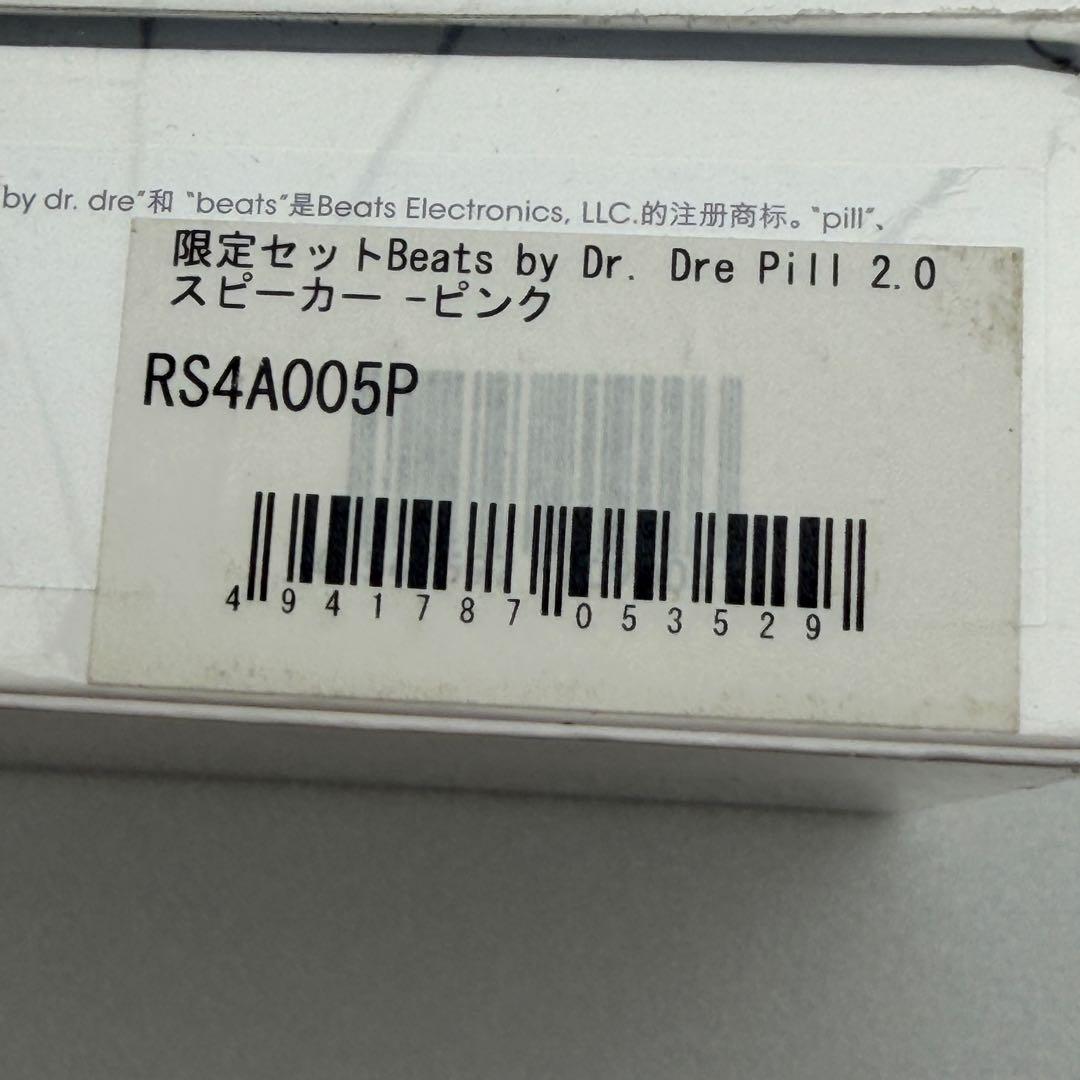 by dr. dre”和 “beats”是Beats Electronics, LLC.的注册商标。“pill”、
限定セットBeats by Dr. Dre Pill 2.0
スピーカー -ピンク
RS4A005P
4 941787 053529